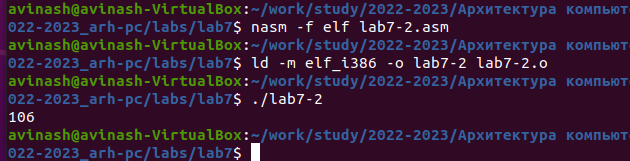 avinash@avinash-VirtualBox:~/work/study/2022-2023/Архитектура компьют
022-2023_arh-pc/labs/lab7$ nasm -f elf lab7-2.asm
avinash@avinash-VirtualBox:~/work/study/2022-2023/Архитектура компьют
022-2023_arh-pc/labs/lab7$ ld -m elf_i386 -o lab7-2 lab7-2.o
avinash@avinash-VirtualBox:~/work/study/2022-2023/Архитектура компьют
022-2023_arh-pc/labs/lab7$ ./lab7-2
106
avinash@avinash-VirtualBox:~/work/study/2022-2023/Архитектура компьют
022-2023_arh-pc/labs/lab7$